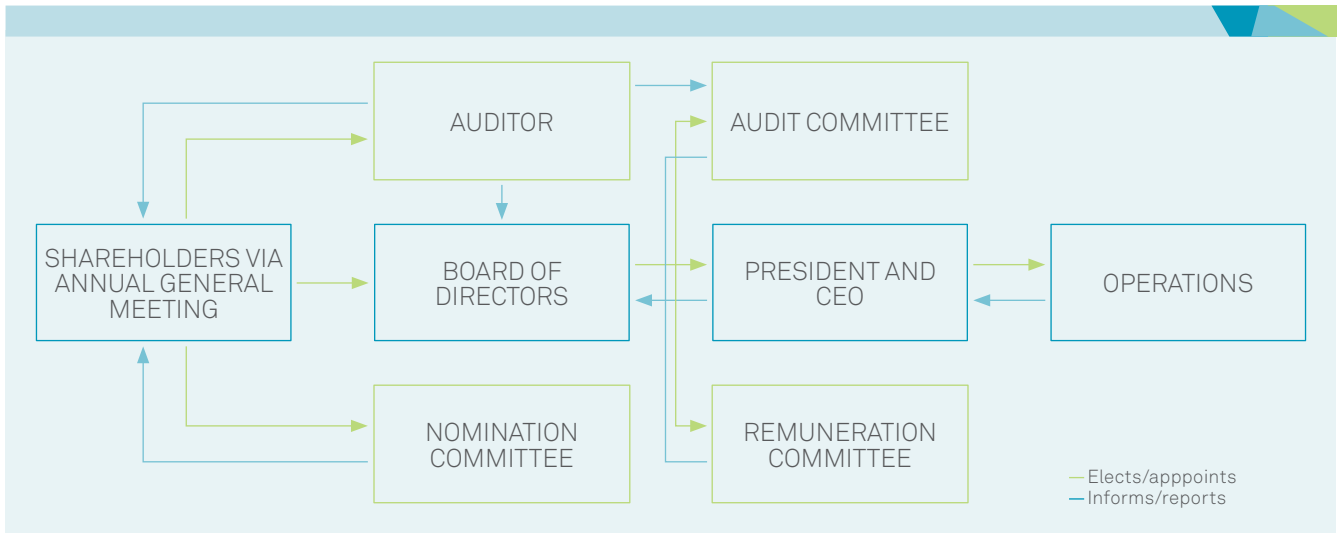 AUDITOR
AUDIT COMMITTEE
SHAREHOLDERS VIA
ANNUAL GENERAL
MEETING
BOARD OF
DIRECTORS
PRESIDENT AND
CEO
OPERATIONS
NOMINATION
COMMITTEE
REMUNERATION
COMMITTEE
Elects/apppoints
Informs/reports